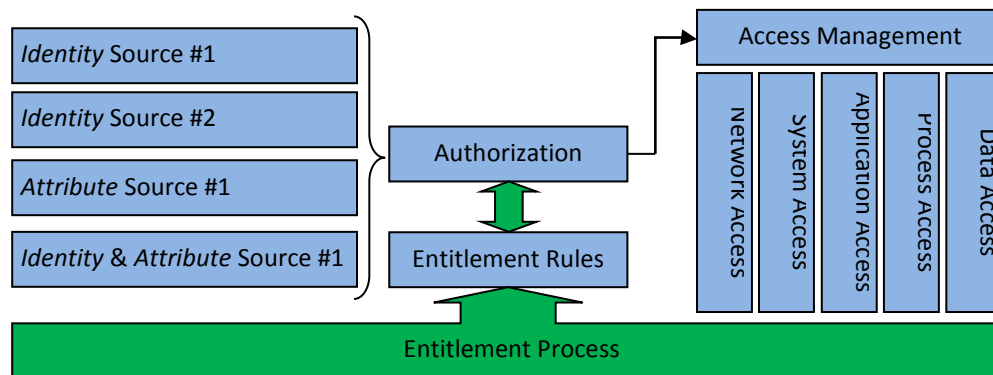 Identity Source #1
Identity Source #2
Attribute Source #1
Identity & Attribute Source #1
Authorization
Entitlement Rules
Access Management
Network Access
System Access
Application Access
Process Access
Data Access
Entitlement Process